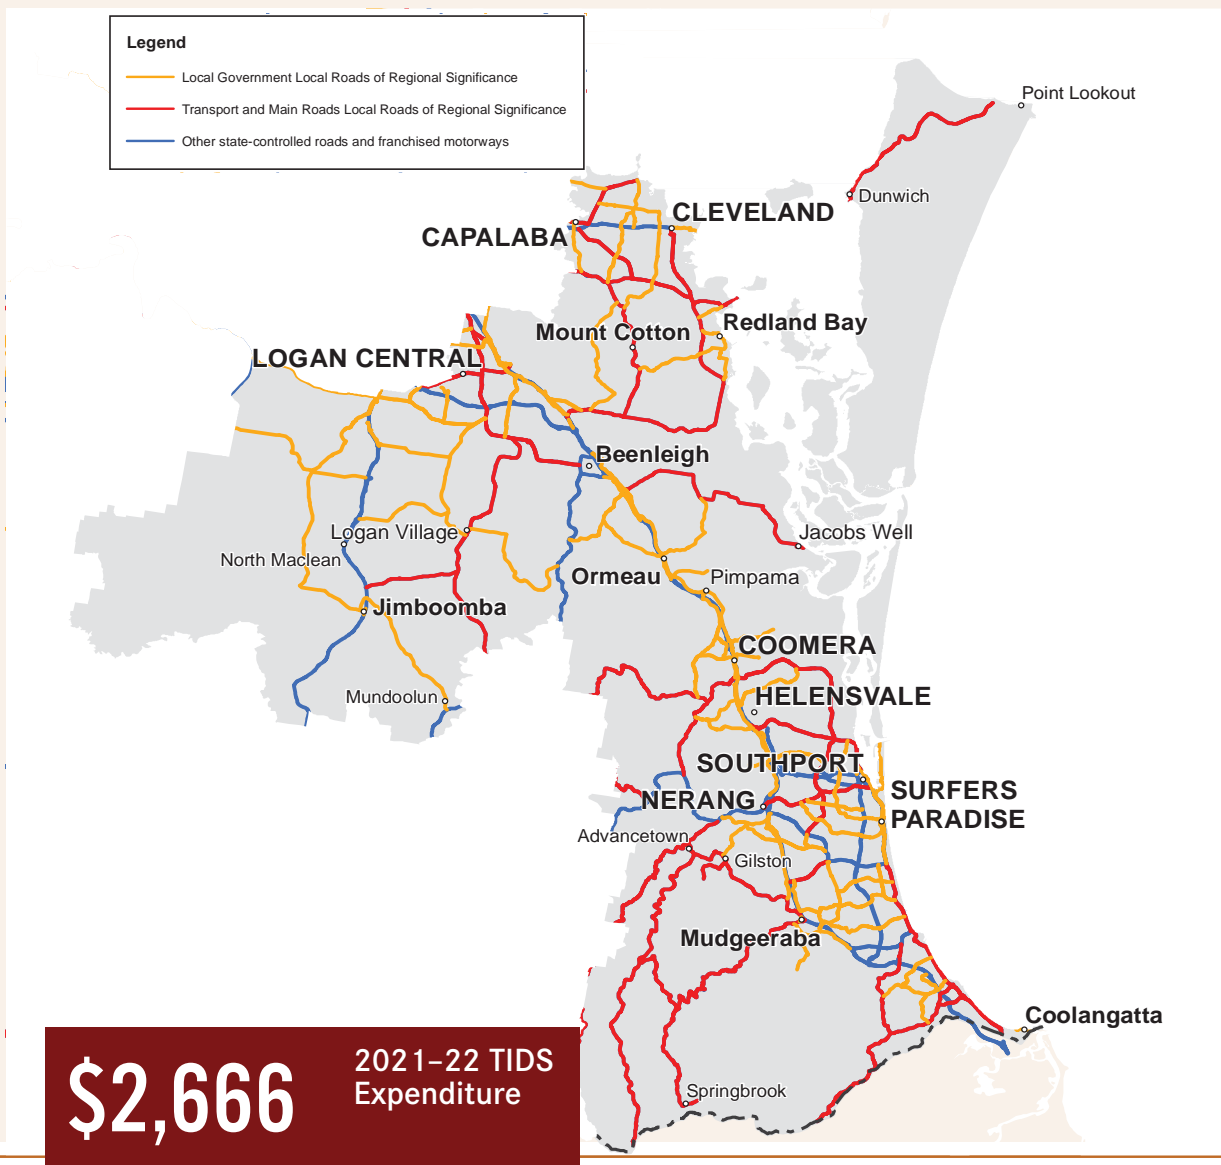 Legend
Local Government Local Roads of Regional Significance
Transport and Main Roads Local Roads of Regional Significance
Other state-controlled roads and franchised motorways
Point Lookout
Dunwich
CLEVELAND
CAPALABA
Redland Bay
Mount Cotton
LOGAN CENTRAL
Beenleigh
Logan Village
Jacobs Well
North Maclean
Ormeau
Pimpama
Jimboomba
COOMERA
HELENSVALE
Mundoolun
SOUTHPORT
NERANG
SURFERS
PARADISE
Advancetown
Gilston
Mudgeeraba
Coolangatta
Springbrook
$2,666
2021–22 TIDS
Expenditure